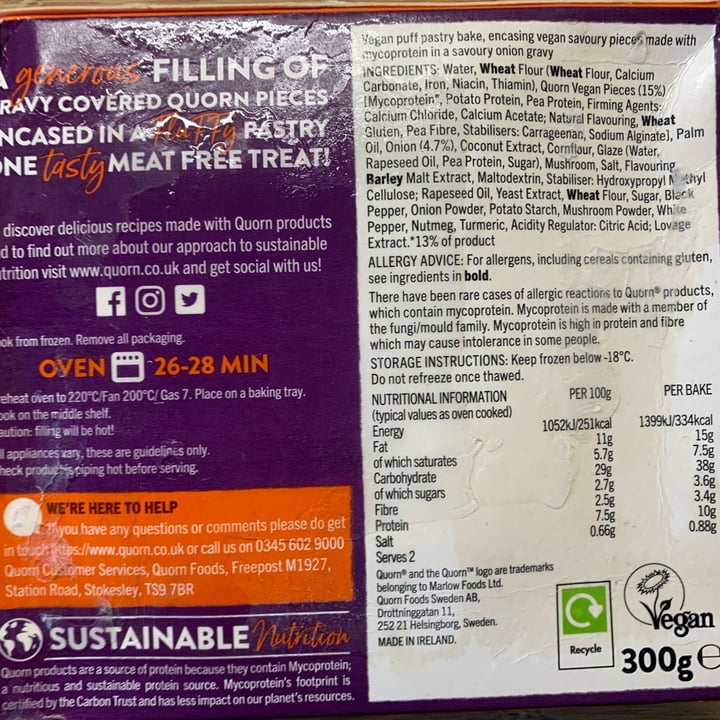 A generous FILLING OF
RAVY COVERED QUORN PIECES
NCASED IN A fluffy PASTRY
NE tasty MEAT FREE TREAT!
discover delicious recipes made with Quorn products
d to find out more about our approach to sustainable
trition visit www.quorn.co.uk and get social with us!
ok from frozen. Remove all packaging.
OVEN 26-28 MIN
eheat oven to 220°C/Fan 200°C/ Gas 7. Place on a baking tray.
ook on the middle shelf.
aution: filling will be hot!
ll appliances vary, these are guidelines only.
heck product is piping hot before serving.
WE'RE HERE TO HELP
If you have any questions or comments please do get
in touch https://www.quorn.co.uk or call us on 0345 602 9000
Quorn Customer Services, Quorn Foods, Freepost M1927,
Station Road, Stokesley, TS9 7BR
SUSTAINABLE Nutrition
Quorn products are a source of protein because they contain Mycoprotein;
a nutritious and sustainable protein source. Mycoprotein's footprint is
certified by the Carbon Trust and has less impact on our planet's resources.
Vegan puff pastry bake, encasing vegan savoury pieces made with
mycoprotein in a savoury onion gravy
INGREDIENTS: Water, Wheat Flour (Wheat Flour, Calcium
Carbonate, Iron, Niacin, Thiamin), Quorn Vegan Pieces (15%)
[Mycoprotein*, Potato Protein, Pea Protein, Firming Agents:
Calcium Chloride, Calcium Acetate; Natural Flavouring, Wheat
Gluten, Pea Fibre, Stabilisers: Carrageenan, Sodium Alginate], Palm
Oil, Onion (4.7%), Coconut Extract, Cornflour, Glaze (Water,
Rapeseed Oil, Pea Protein, Sugar), Mushroom, Salt, Flavouring,
Barley Malt Extract, Maltodextrin, Stabiliser: Hydroxypropyl Methyl
Cellulose; Rapeseed Oil, Yeast Extract, Wheat Flour, Sugar, Black
Pepper, Onion Powder, Potato Starch, Mushroom Powder, White
Pepper, Nutmeg, Turmeric, Acidity Regulator: Citric Acid; Lovage
Extract.*13% of product
ALLERGY ADVICE: For allergens, including cereals containing gluten,
see ingredients in bold.
There have been rare cases of allergic reactions to Quorn® products,
which contain mycoprotein. Mycoprotein is made with a member of
the fungi/mould family. Mycoprotein is high in protein and fibre
which may cause intolerance in some people.
STORAGE INSTRUCTIONS: Keep frozen below -18°C.
Do not refreeze once thawed.
NUTRITIONAL INFORMATION PER 100g PER BAKE
(typical values as oven cooked)
Energy 1052kJ/251kcal 1399kJ/334kcal
Fat 11g 15g
of which saturates 5.7g 7.5g
Carbohydrate 29g 38g
of which sugars 2.7g 3.6g
Fibre 2.5g 3.4g
Protein 7.5g 10g
Salt 0.66g 0.88g
Serves 2
Quorn® and the Quorn™ logo are trademarks
belonging to Marlow Foods Ltd.
Quorn Foods Sweden AB,
Drottninggatan 11,
252 21 Helsingborg, Sweden.
MADE IN IRELAND.
Recycle
Vegan
300g e